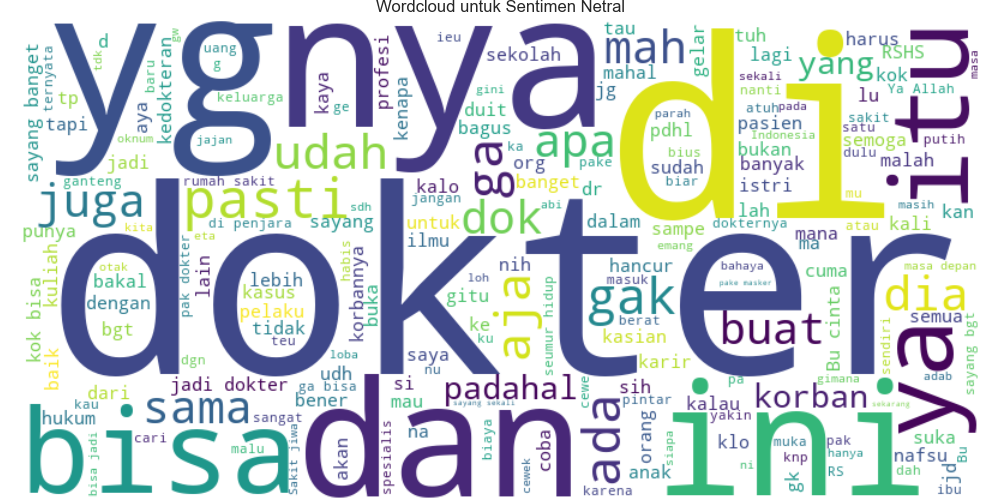 Wordcloud untuk Sentimen Netral
ygnya
di
itu
dokter
bisa
dan
ini
ya
sayang banget
ternyata
tdk
d
baru
gw
uang
g
tp
aya
kedokteran
keluarga
tapi
oknum
jajan
jadi
udah
kaya
ge
profesi
kenapa
ieu
sekolah
gini
duit
bagus
ka
org
ga
banget
apa
jg
mahal
mah
tau
gelar
tuh
lagi
yang
harus
RSHS
kok
masa
sekali
nanti
Ya Allah
lu
parah
pake
pdhl
bius
sudah
biar
atuh
pada
pasien
Indonesia
bukan
banyak
istri
satu
sakit
semoga
dulu
putih
malah
mu
masih
kan
ganteng
rumah sakit
juga
pasti
sdh
di penjara
sayang
kalo
jangan
untuk
ilmu
dok
abi
dr
dalam
lah
sampe
dokternya
emang
mana
ma
atau
kali
punya
kita
eta
kok bisa
kuliah
baik
otak
bakal
dengan
bgt
pak dokter
lain
lebih
kasus
pelaku
tidak
teu
habis
korbannya
buka
nih
loh
gitu
ke
ku
aja
seumur hidup
hancur
masuk
gak
berat
kasian
karir
bahaya
pake masker
buat
cuma
Bu cinta
masa depan
dia
semua
sendiri
sayang bgt
adab
dgn
loba
saya
nu
dari
jadi dokter
udh
ga bisa
bener
si
mau
padahal
sayang sekali
cewe
sih
pintar
pa
gimana
sekarang
korban
kalau
yakin
hukum
kau
sama
sangat
bisa jadi
cari
malu
Sakit jiwa
akan
spesialis
na
biaya
cewek
coba
ada
karena
orang
anak
siapa
klo
gk
ni
muka
knp
pak
hanya
RS
suka
nafsu
dah
jd
Bu
ibu